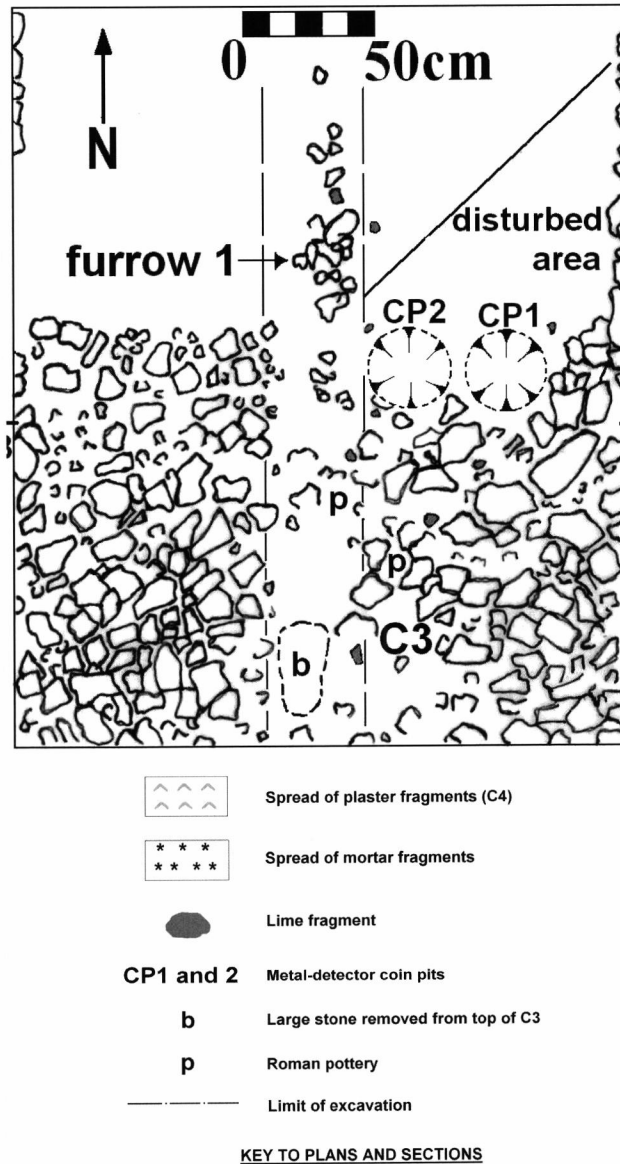 0 50cm
N
furrow 1
disturbed
area
CP2 CP1
p
p
C3
b
Spread of plaster fragments (C4)
Spread of mortar fragments
Lime fragment
CP1 and 2 Metal-detector coin pits
b Large stone removed from top of C3
p Roman pottery
Limit of excavation
KEY TO PLANS AND SECTIONS